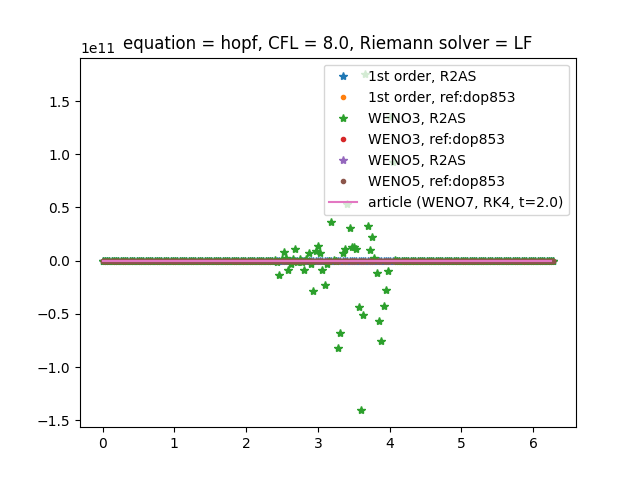 equation = hopf, CFL = 8.0, Riemann solver = LF
1e11
1st order, R2AS
1st order, ref:dop853
WENO3, R2AS
WENO3, ref:dop853
WENO5, R2AS
WENO5, ref:dop853
article (WENO7, RK4, t=2.0)
1.5
1.0
0.5
0.0
−0.5
−1.0
−1.5
0 1 2 3 4 5 6